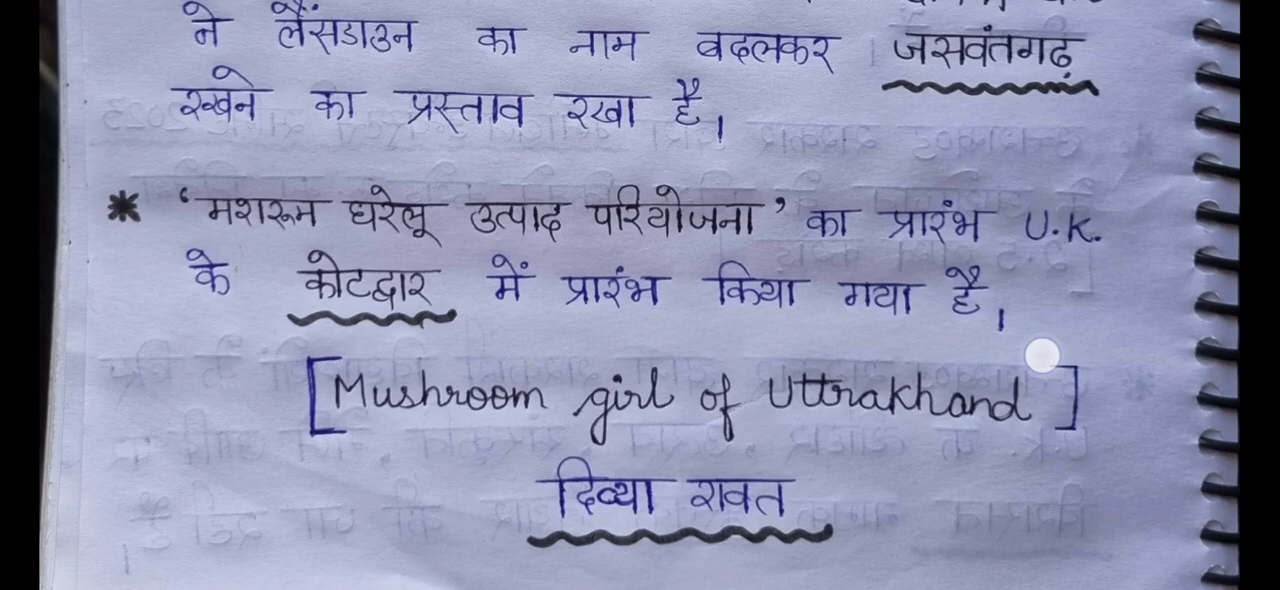 ने लैंसडाउन का नाम बदलकर जसवंतगढ़
रखने का प्रस्ताव रखा है।
* ‘मशरूम घरेलू उत्पाद परियोजना’ का प्रारंभ U.K.
के कोटद्वार में प्रारंभ किया गया है।
[Mushroom girl of Uttrakhand]
दिव्या रावत